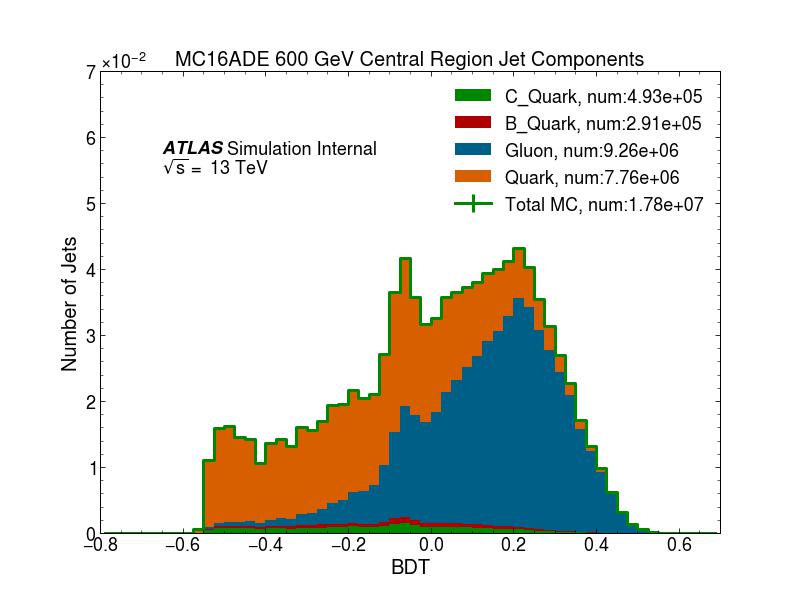 MC16ADE 600 GeV Central Region Jet Components
×10−2
7
6
5
4
3
2
1
0
Number of Jets
ATLAS Simulation Internal
√s = 13 TeV
C_Quark, num:4.93e+05
B_Quark, num:2.91e+05
Gluon, num:9.26e+06
Quark, num:7.76e+06
Total MC, num:1.78e+07
−0.8 −0.6 −0.4 −0.2 0.0 0.2 0.4 0.6
BDT